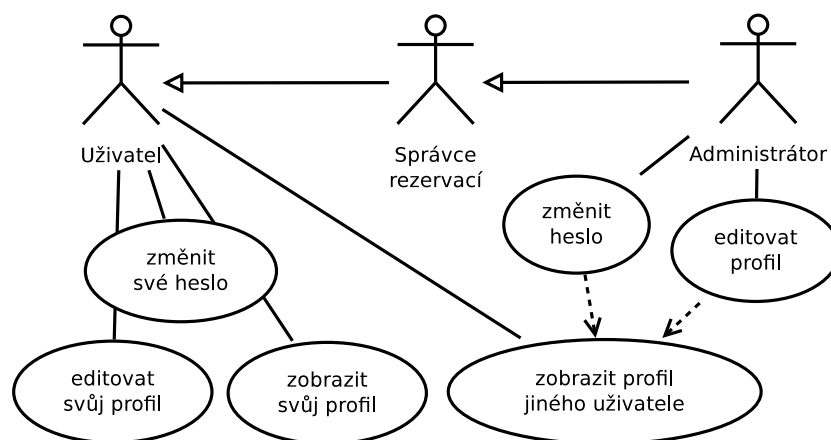 Uživatel
Správce
rezervací
Administrátor
změnit
heslo
editovat
profil
změnit
své heslo
editovat
svůj profil
zobrazit
svůj profil
zobrazit profil
jiného uživatele